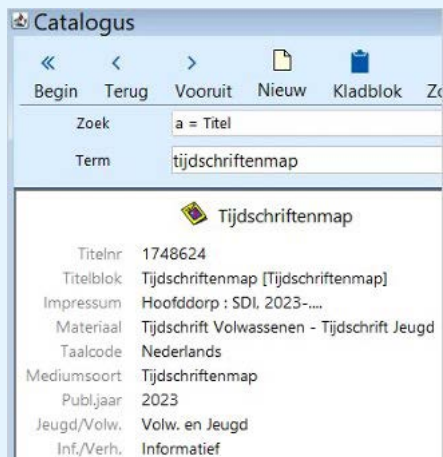 Catalogus
Begin Terug Vooruit Nieuw Kladblok
Zoek a = Titel
Term tijdschriftenmap
Tijdschriftenmap
Titelnr 1748624
Titelblok Tijdschriftenmap [Tijdschriftenmap]
Impressum Hoofddorp : SDI, 2023-....
Materiaal Tijdschrift Volwassenen - Tijdschrift Jeugd
Taalcode Nederlands
Mediumsoort Tijdschriftenmap
Publ.jaar 2023
Jeugd/Volw. Volw. en Jeugd
Inf./Verh. Informatief